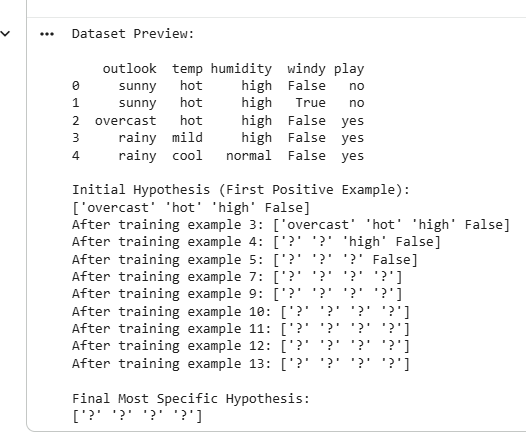 Dataset Preview:
outlook temp humidity windy play
0 sunny hot high False no
1 sunny hot high True no
2 overcast hot high False yes
3 rainy mild high False yes
4 rainy cool normal False yes
Initial Hypothesis (First Positive Example):
['overcast' 'hot' 'high' False]
After training example 3: ['overcast' 'hot' 'high' False]
After training example 4: ['?' '?' 'high' False]
After training example 5: ['?' '?' '?' False]
After training example 7: ['?' '?' '?' '?']
After training example 9: ['?' '?' '?' '?']
After training example 10: ['?' '?' '?' '?']
After training example 11: ['?' '?' '?' '?']
After training example 12: ['?' '?' '?' '?']
After training example 13: ['?' '?' '?' '?']
Final Most Specific Hypothesis:
['?' '?' '?' '?']